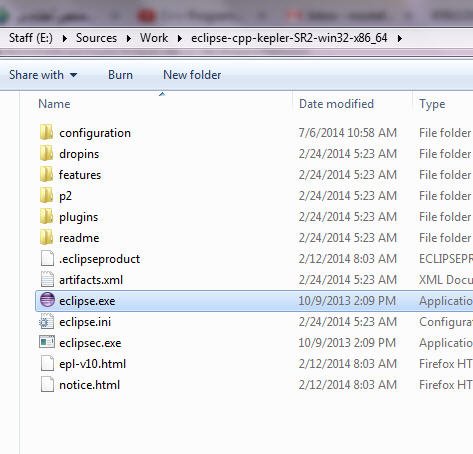 Staff (E:) ▸ Sources ▸ Work ▸ eclipse-cpp-kepler-SR2-win32-x86_64 ▸
Share with ▾ Burn New folder
Name Date modified Type
configuration 7/6/2014 10:58 AM File folder
dropins 2/24/2014 5:23 AM File folder
features 2/24/2014 5:23 AM File folder
p2 2/24/2014 5:23 AM File folder
plugins 2/24/2014 5:23 AM File folder
readme 2/24/2014 5:23 AM File folder
.eclipseproduct 2/12/2014 8:03 AM ECLIPSEPR
artifacts.xml 2/24/2014 5:23 AM XML Docu
eclipse.exe 10/9/2013 2:09 PM Applicatio
eclipse.ini 2/24/2014 5:23 AM Configura
eclipsec.exe 10/9/2013 2:09 PM Applicatio
epl-v10.html 2/12/2014 8:03 AM Firefox HT
notice.html 2/12/2014 8:03 AM Firefox HT